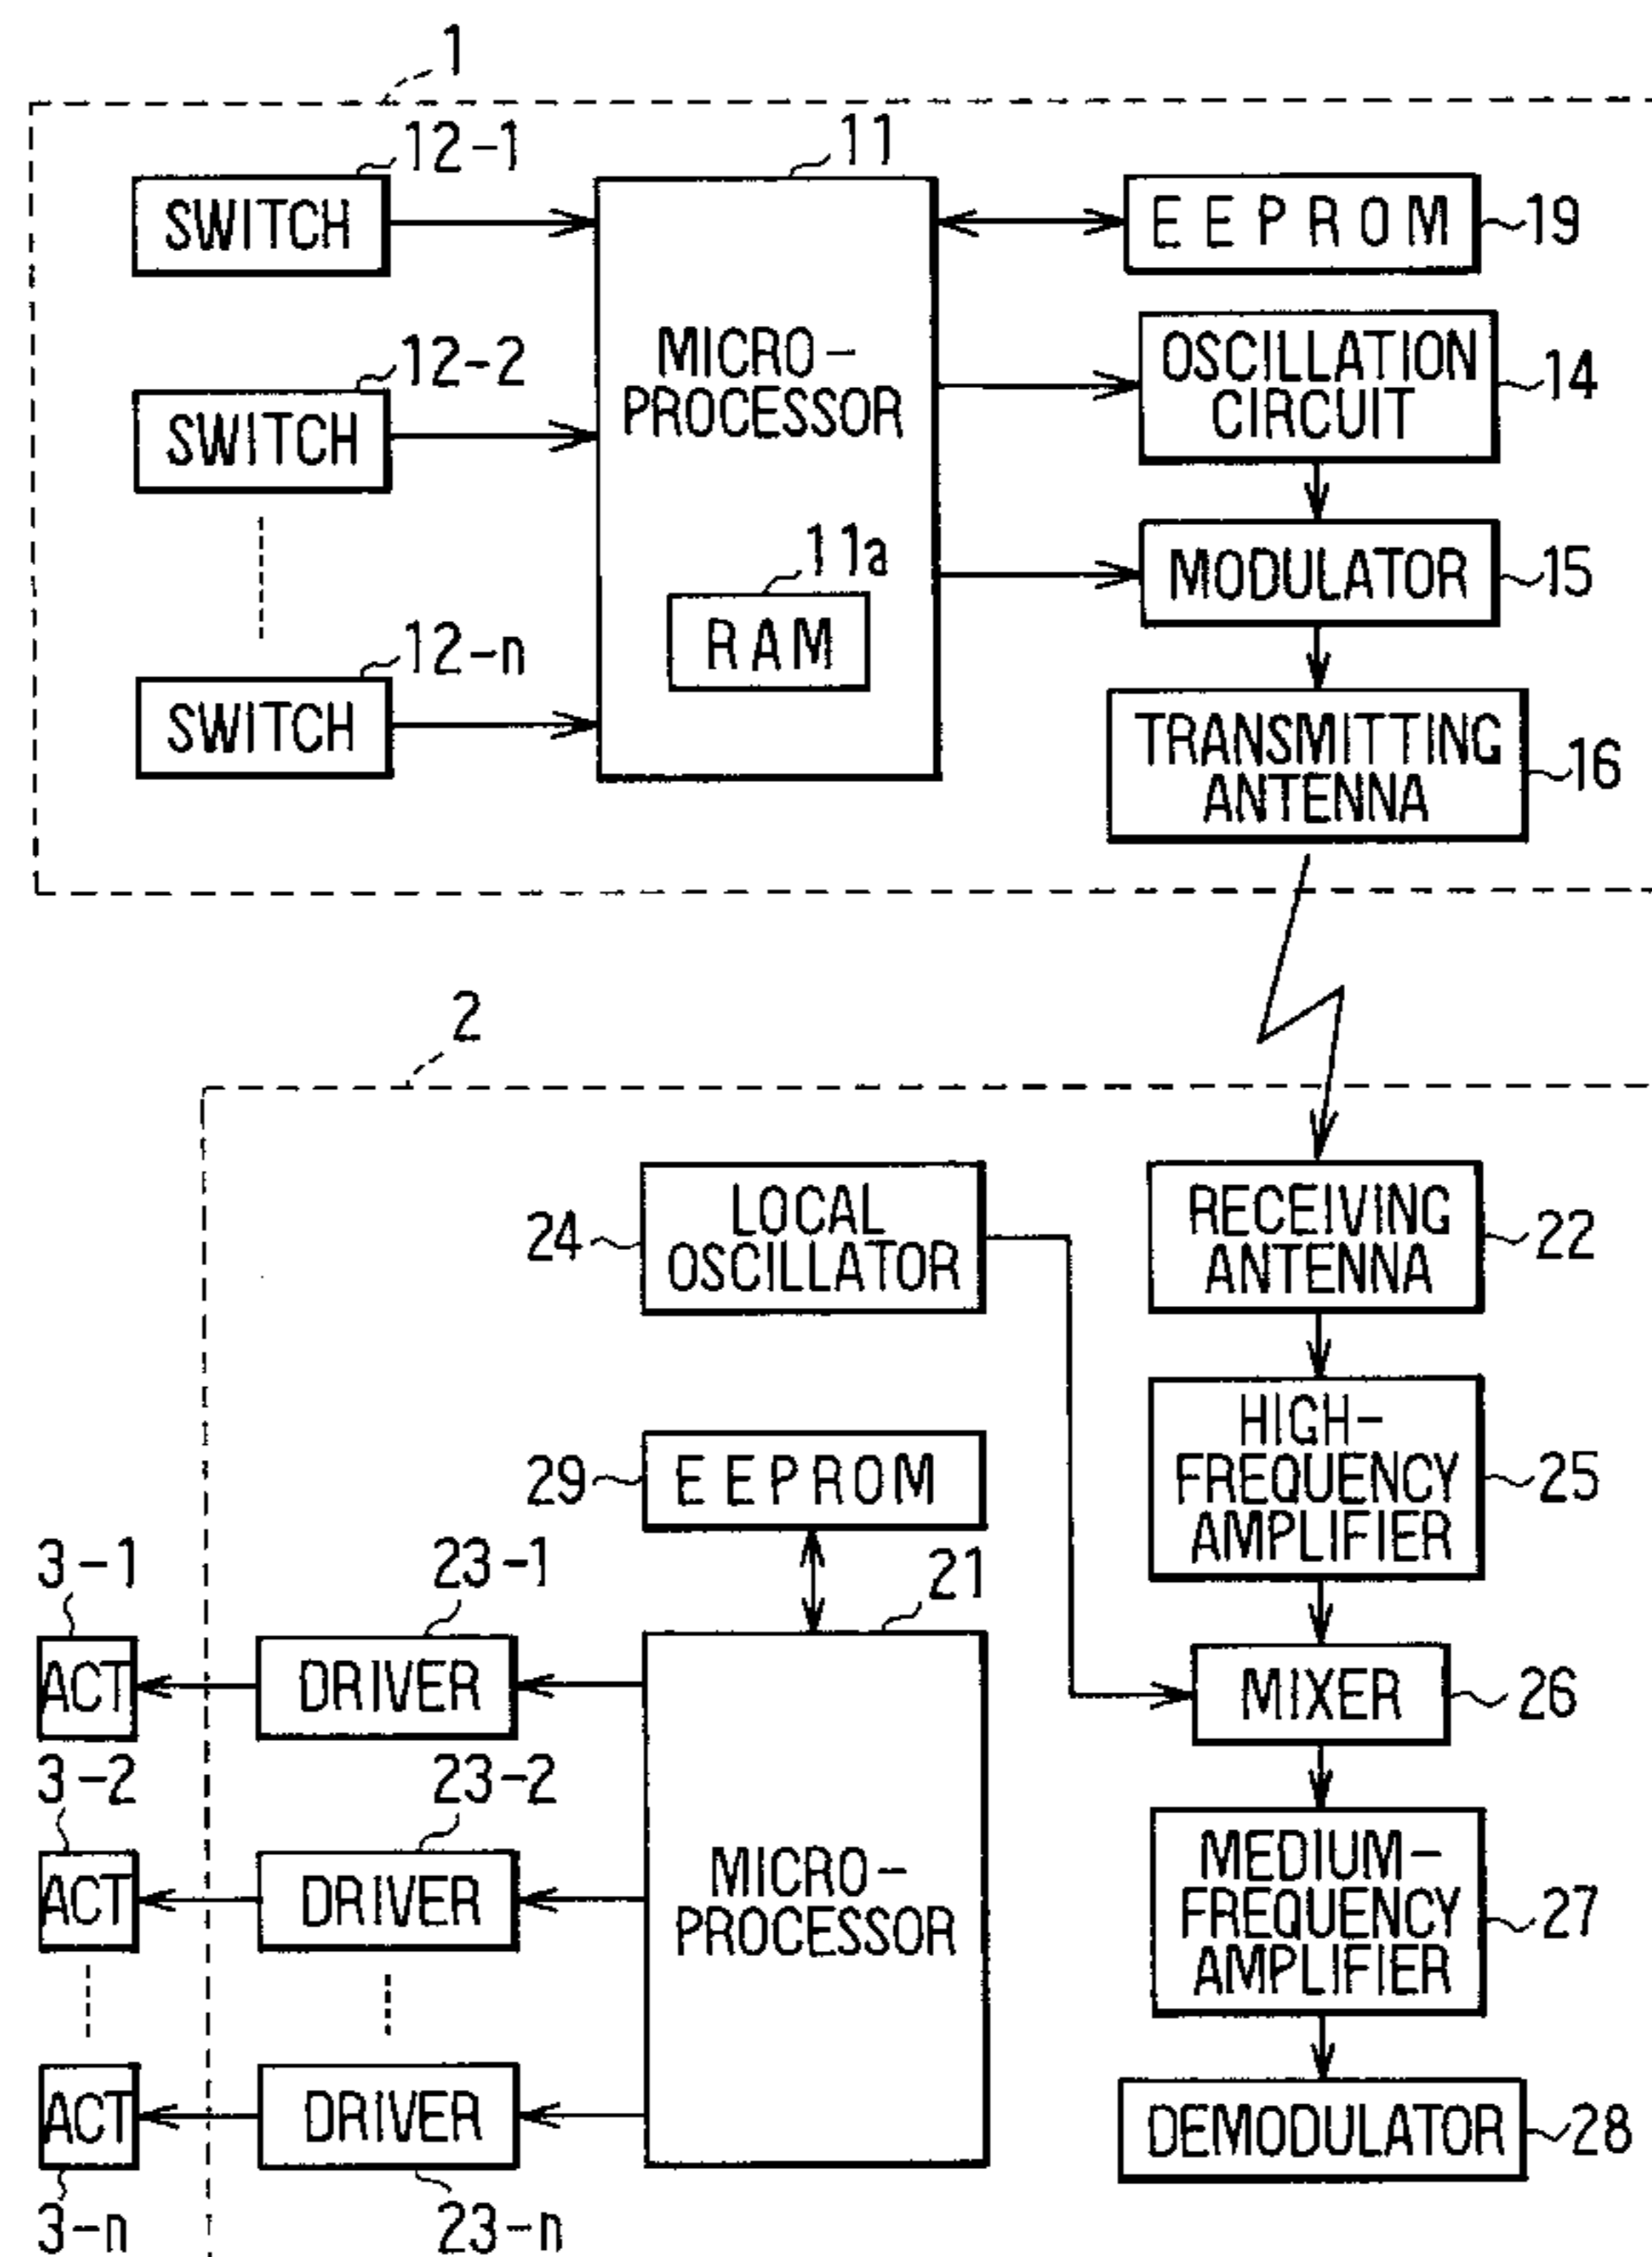 1
12-1
SWITCH
11
EEPROM
19
12-2
SWITCH
MICRO-
PROCESSOR
OSCILLATION
CIRCUIT
14
11a
RAM
MODULATOR
15
12-n
SWITCH
TRANSMITTING
ANTENNA
16
2
24
LOCAL
OSCILLATOR
RECEIVING
ANTENNA
22
29
EEPROM
HIGH-
FREQUENCY
AMPLIFIER
25
3-1
ACT
23-1
DRIVER
21
MIXER
26
3-2
ACT
23-2
DRIVER
MICRO-
PROCESSOR
MEDIUM-
FREQUENCY
AMPLIFIER
27
ACT
3-n
DRIVER
23-n
DEMODULATOR
28